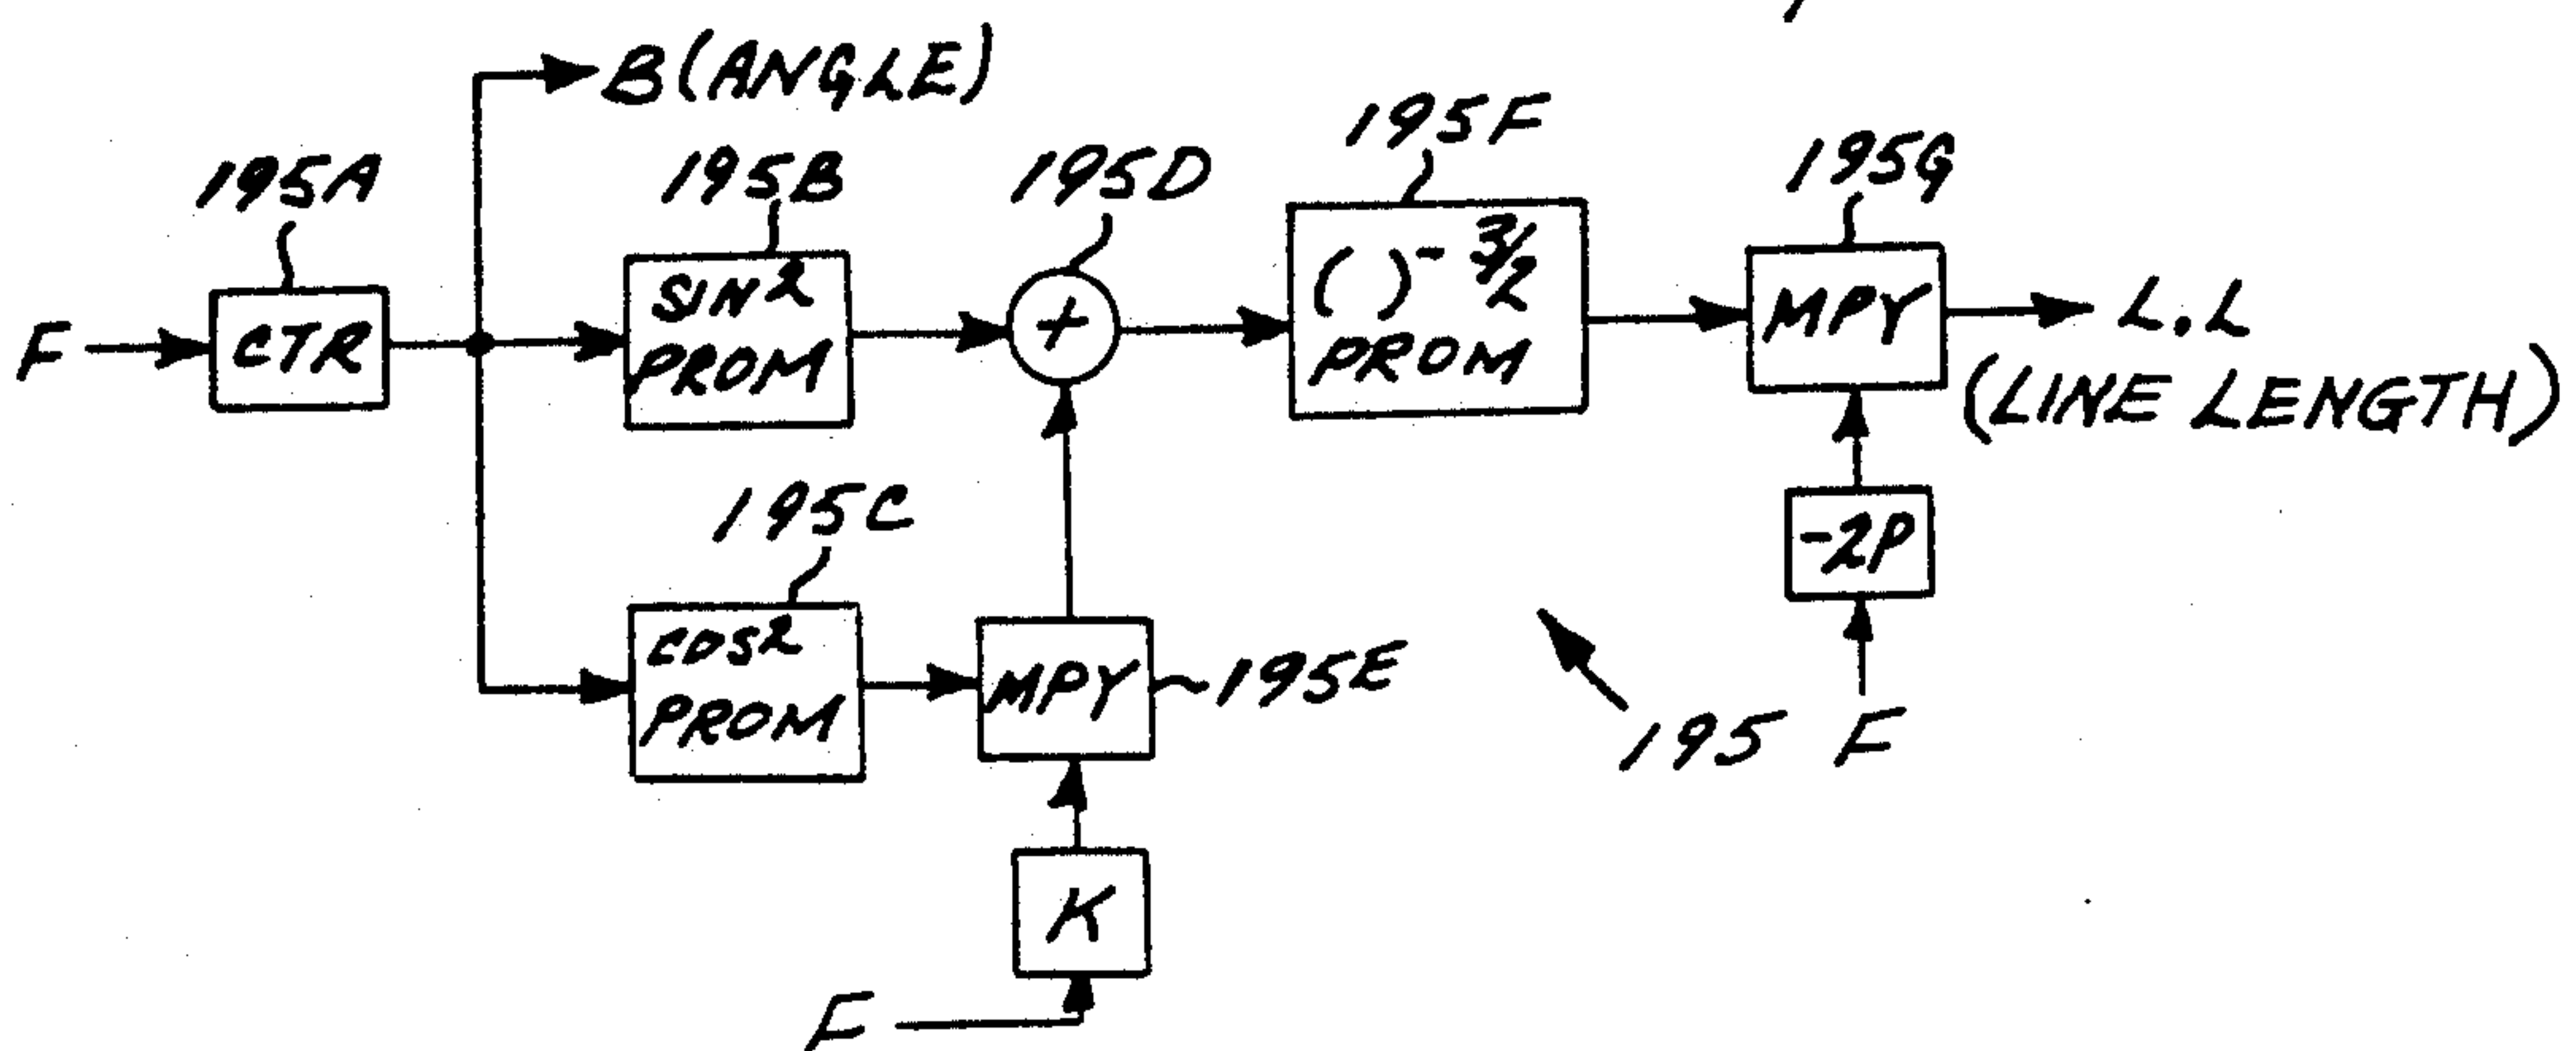 B(ANGLE)
195A
195B
195D
195F
195G
F
CTR
SIN²
PROM
+
( )^-3/2
PROM
MPY
L.L
(LINE LENGTH)
195C
-2P
COS²
PROM
MPY
195E
195
F
K
F